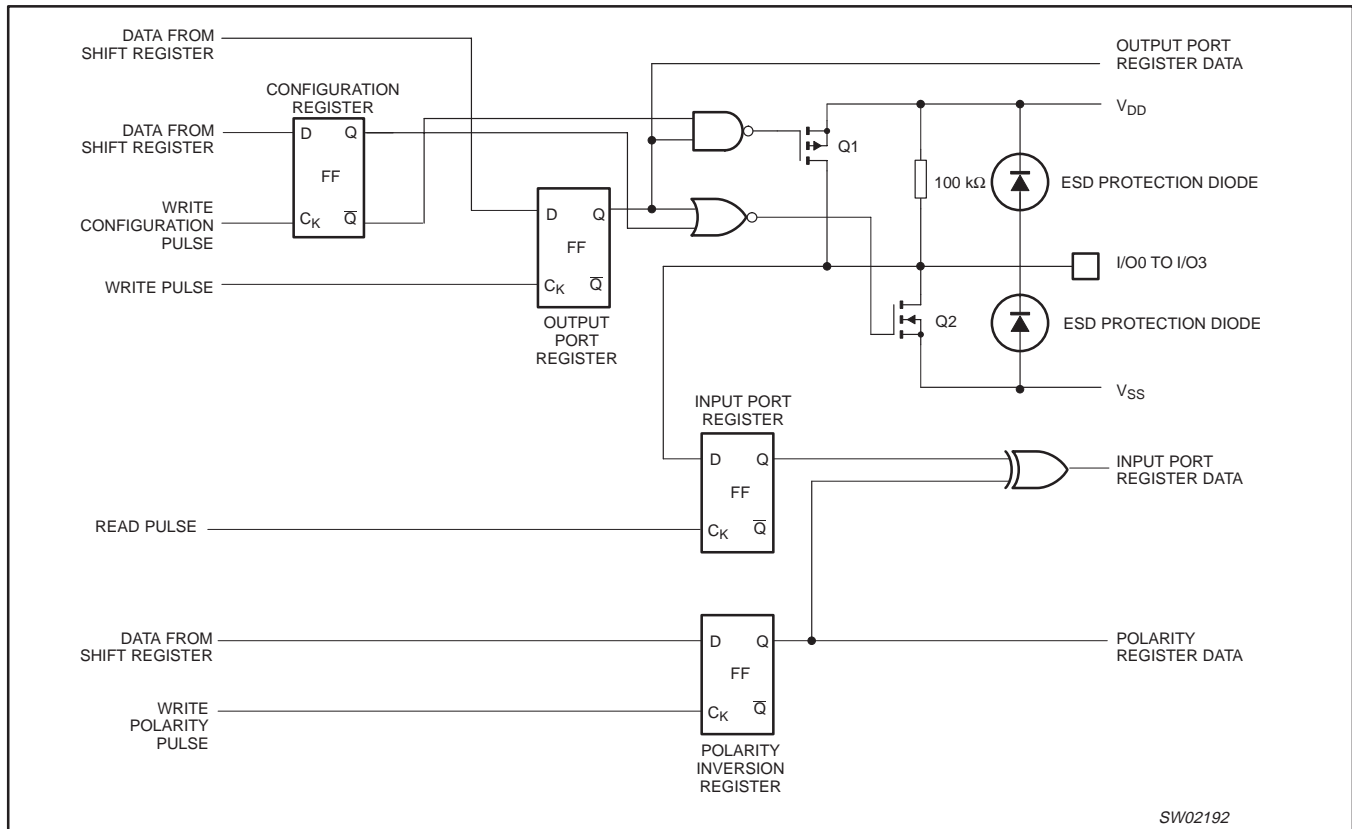 DATA FROM
SHIFT REGISTER
OUTPUT PORT
REGISTER DATA
CONFIGURATION
REGISTER
DATA FROM
SHIFT REGISTER
D
Q
FF
CK
Q̅
WRITE
CONFIGURATION
PULSE
VDD
Q1
100 kΩ
ESD PROTECTION DIODE
D
Q
FF
CK
Q̅
WRITE PULSE
OUTPUT
PORT
REGISTER
I/O0 TO I/O3
Q2
ESD PROTECTION DIODE
VSS
INPUT PORT
REGISTER
D
Q
FF
CK
Q̅
INPUT PORT
REGISTER DATA
READ PULSE
DATA FROM
SHIFT REGISTER
D
Q
FF
CK
Q̅
POLARITY
REGISTER DATA
WRITE
POLARITY
PULSE
POLARITY
INVERSION
REGISTER
SW02192